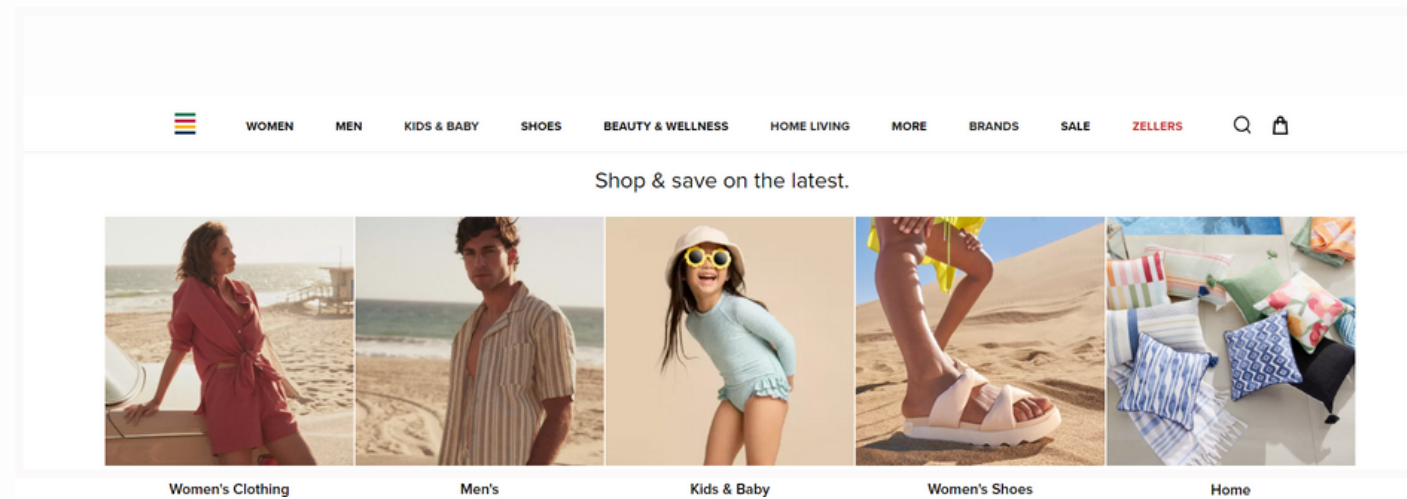 WOMEN MEN KIDS & BABY SHOES BEAUTY & WELLNESS HOME LIVING MORE BRANDS SALE ZELLERS
Shop & save on the latest.
Women's Clothing Men's Kids & Baby Women's Shoes Home